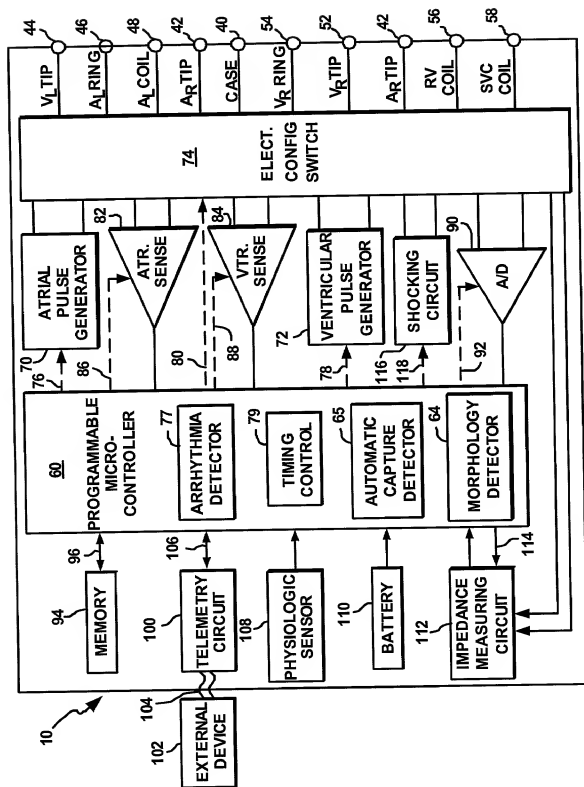 44
46
48
42
40
54
52
42
56
58
VL TIP
AL RING
AL COIL
AR TIP
CASE
VR RING
VR TIP
AR TIP
RV
COIL
SVC
COIL
74
ELECT.
CONFIG
SWITCH
ATRIAL
PULSE
GENERATOR
70
76
82
ATR. SENSE
86
80
84
VTR. SENSE
88
72
VENTRICULAR
PULSE
GENERATOR
78
SHOCKING
CIRCUIT
116
118
90
A/D
92
60
PROGRAMMABLE
MICRO-
CONTROLLER
77
ARRHYTHMIA
DETECTOR
79
TIMING
CONTROL
65
AUTOMATIC
CAPTURE
DETECTOR
64
MORPHOLOGY
DETECTOR
96
106
114
94
MEMORY
100
TELEMETRY
CIRCUIT
108
PHYSIOLOGIC
SENSOR
110
BATTERY
112
IMPEDANCE
MEASURING
CIRCUIT
10
104
102
EXTERNAL
DEVICE